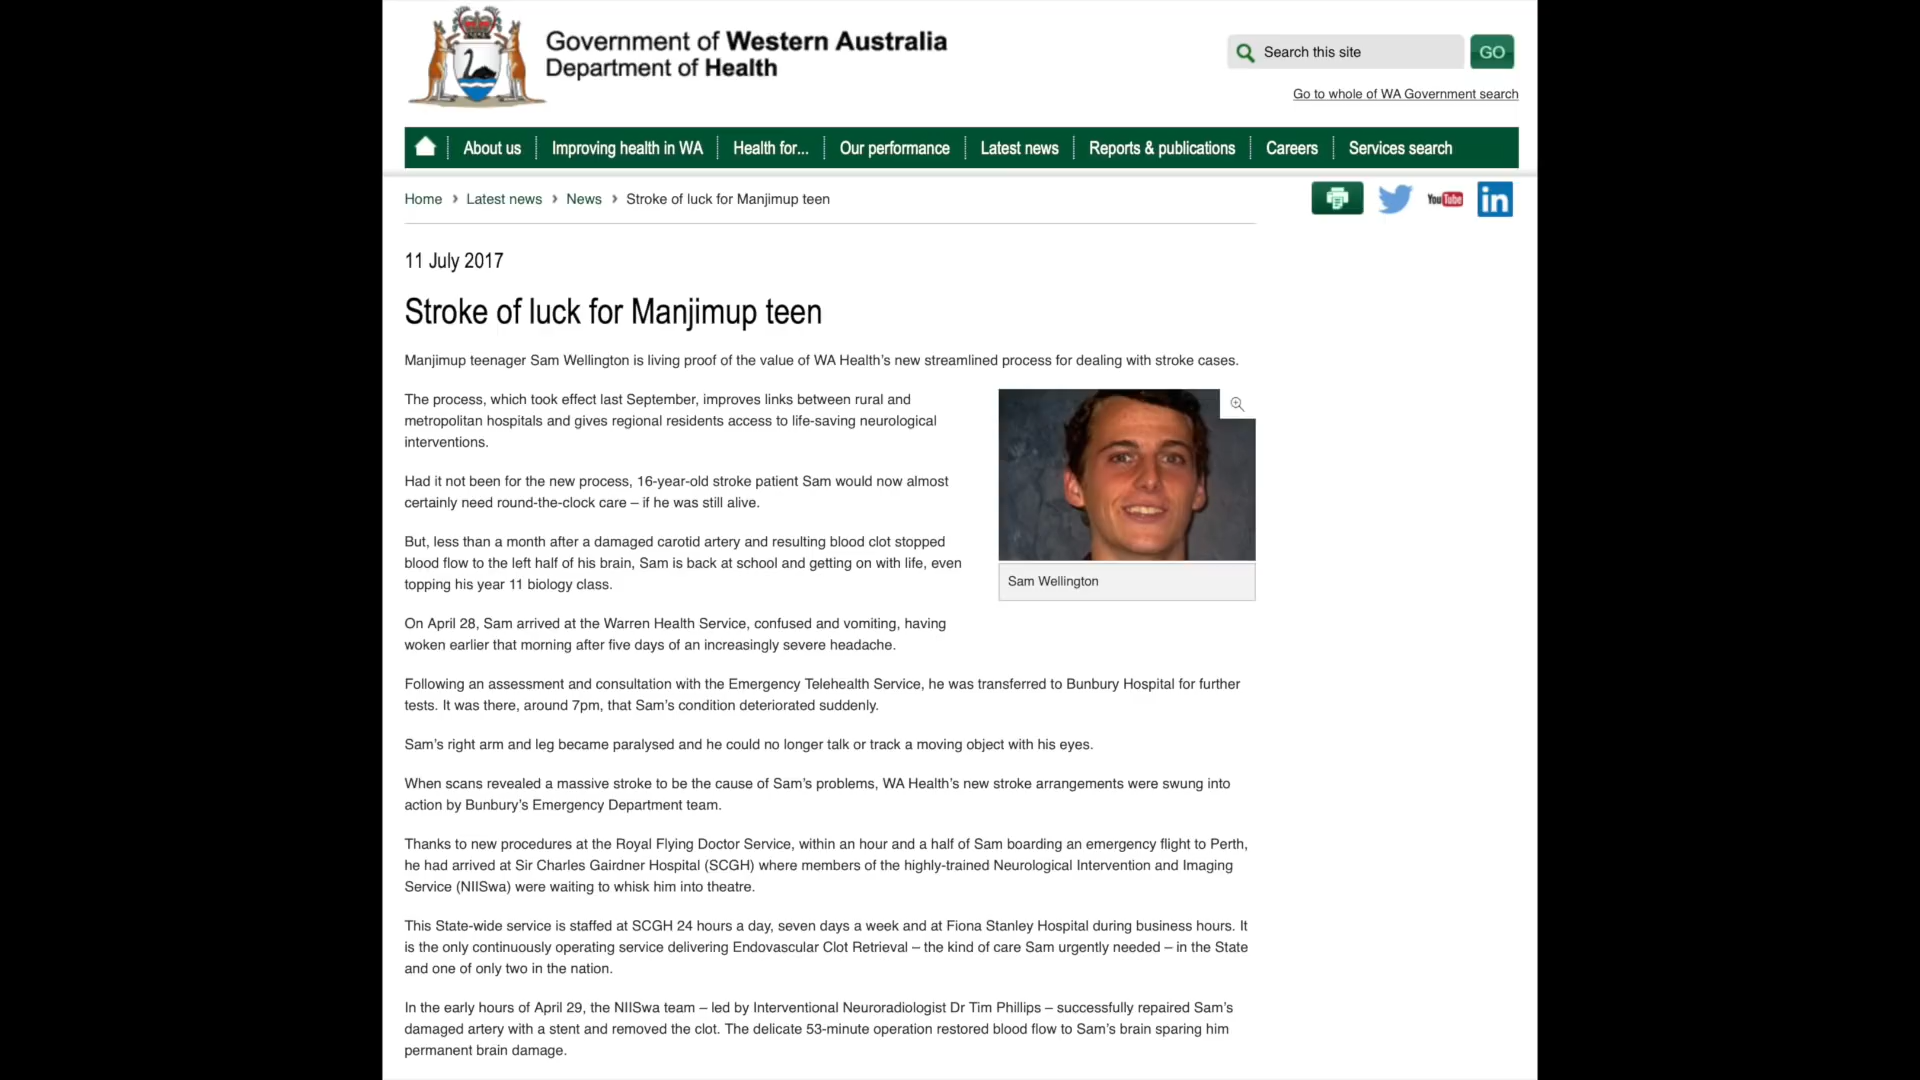 Government of Western Australia
Department of Health
Search this site
GO
Go to whole of WA Government search
About us
Improving health in WA
Health for...
Our performance
Latest news
Reports & publications
Careers
Services search
Home › Latest news › News › Stroke of luck for Manjimup teen
You Tube
in
11 July 2017
Stroke of luck for Manjimup teen
Manjimup teenager Sam Wellington is living proof of the value of WA Health's new streamlined process for dealing with stroke cases.
The process, which took effect last September, improves links between rural and
metropolitan hospitals and gives regional residents access to life-saving neurological
interventions.
Had it not been for the new process, 16-year-old stroke patient Sam would now almost
certainly need round-the-clock care – if he was still alive.
But, less than a month after a damaged carotid artery and resulting blood clot stopped
blood flow to the left half of his brain, Sam is back at school and getting on with life, even
topping his year 11 biology class.
Sam Wellington
On April 28, Sam arrived at the Warren Health Service, confused and vomiting, having
woken earlier that morning after five days of an increasingly severe headache.
Following an assessment and consultation with the Emergency Telehealth Service, he was transferred to Bunbury Hospital for further
tests. It was there, around 7pm, that Sam's condition deteriorated suddenly.
Sam's right arm and leg became paralysed and he could no longer talk or track a moving object with his eyes.
When scans revealed a massive stroke to be the cause of Sam's problems, WA Health's new stroke arrangements were swung into
action by Bunbury's Emergency Department team.
Thanks to new procedures at the Royal Flying Doctor Service, within an hour and a half of Sam boarding an emergency flight to Perth,
he had arrived at Sir Charles Gairdner Hospital (SCGH) where members of the highly-trained Neurological Intervention and Imaging
Service (NIISwa) were waiting to whisk him into theatre.
This State-wide service is staffed at SCGH 24 hours a day, seven days a week and at Fiona Stanley Hospital during business hours. It
is the only continuously operating service delivering Endovascular Clot Retrieval – the kind of care Sam urgently needed – in the State
and one of only two in the nation.
In the early hours of April 29, the NIISwa team – led by Interventional Neuroradiologist Dr Tim Phillips – successfully repaired Sam's
damaged artery with a stent and removed the clot. The delicate 53-minute operation restored blood flow to Sam's brain sparing him
permanent brain damage.